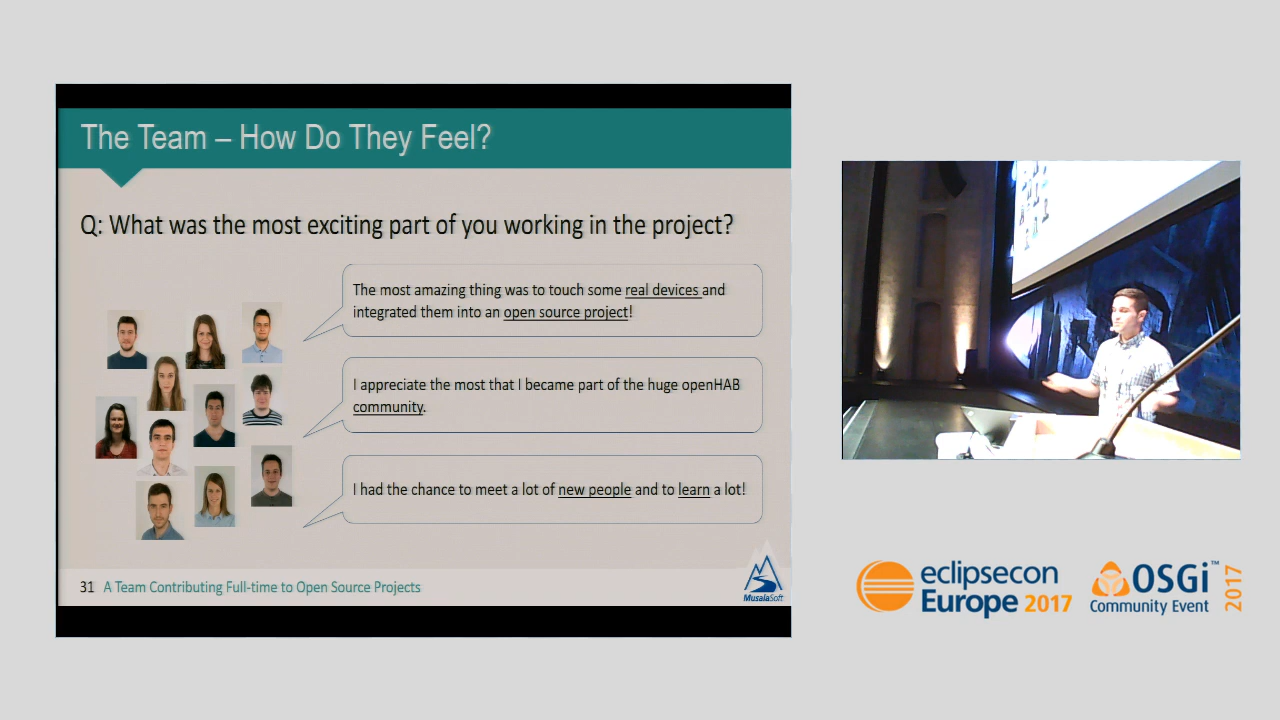 The Team – How Do They Feel?
Q: What was the most exciting part of you working in the project?
The most amazing thing was to touch some real devices and
integrated them into an open source project!
I appreciate the most that I became part of the huge openHAB
community.
I had the chance to meet a lot of new people and to learn a lot!
31 A Team Contributing Full-time to Open Source Projects
MusalaSoft
eclipsecon
Europe 2017
OSGi™
Community Event
2017